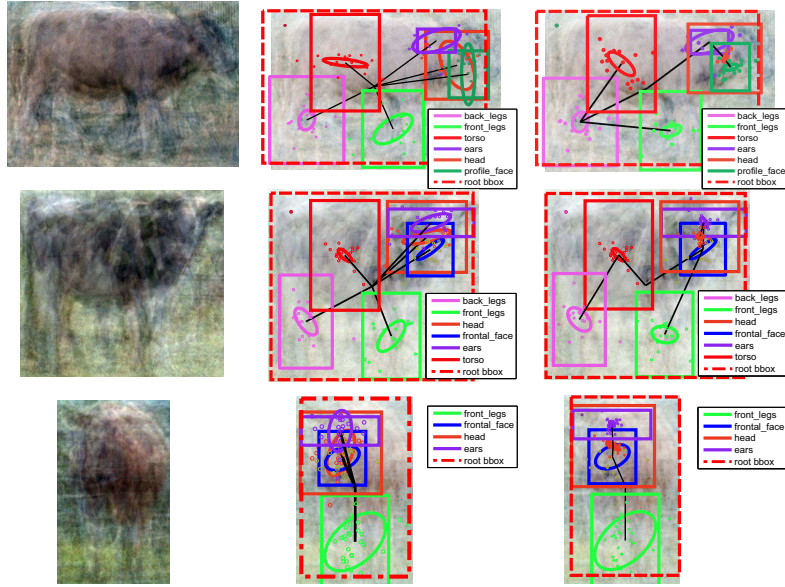 back_legs
front_legs
torso
ears
head
profile_face
root bbox
back_legs
front_legs
torso
ears
head
profile_face
root bbox
back_legs
front_legs
head
frontal_face
ears
torso
root bbox
back_legs
front_legs
head
frontal_face
ears
torso
root bbox
front_legs
frontal_face
head
ears
root bbox
front_legs
frontal_face
head
ears
root bbox